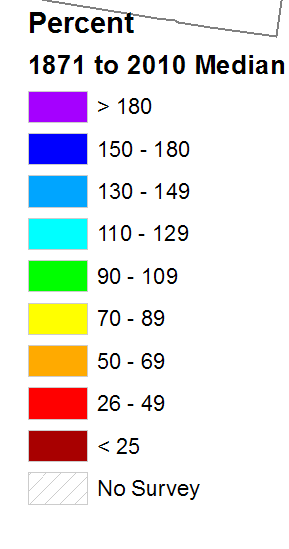 Percent
1871 to 2010 Median
> 180
150 - 180
130 - 149
110 - 129
90 - 109
70 - 89
50 - 69
26 - 49
< 25
No Survey